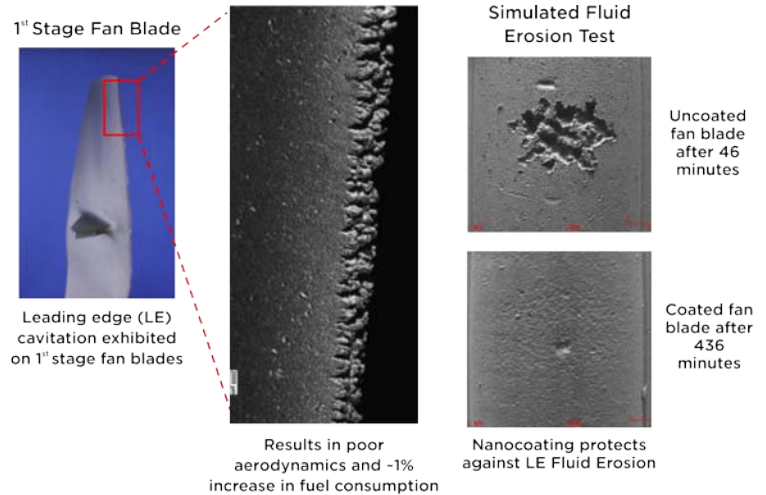 1st Stage Fan Blade
Leading edge (LE)
cavitation exhibited
on 1st stage fan blades
Results in poor
aerodynamics and ~1%
increase in fuel consumption
Simulated Fluid
Erosion Test
Uncoated
fan blade
after 46
minutes
Coated fan
blade after
436
minutes
Nanocoating protects
against LE Fluid Erosion